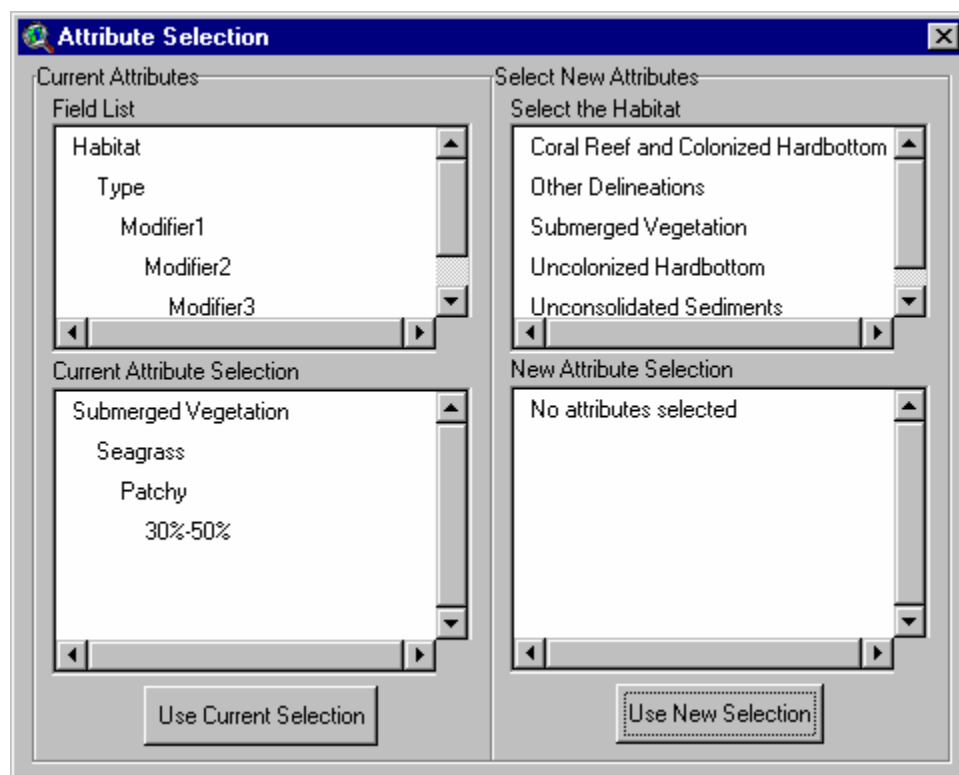 Attribute Selection
Current Attributes
Field List
Habitat
Type
Modifier1
Modifier2
Modifier3
Current Attribute Selection
Submerged Vegetation
Seagrass
Patchy
30%-50%
Use Current Selection
Select New Attributes
Select the Habitat
Coral Reef and Colonized Hardbottom
Other Delineations
Submerged Vegetation
Uncolonized Hardbottom
Unconsolidated Sediments
New Attribute Selection
No attributes selected
Use New Selection